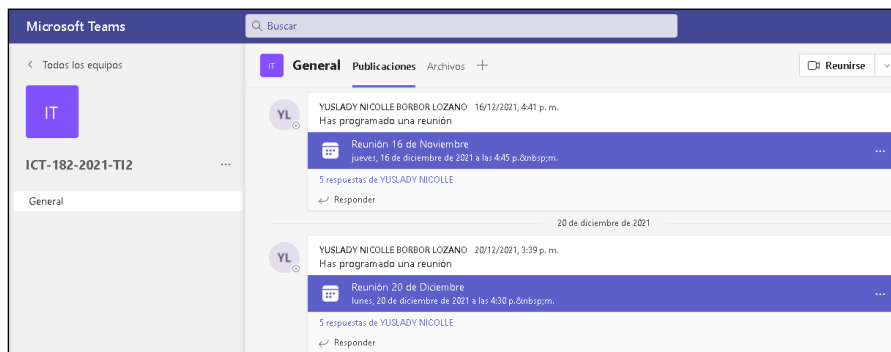 Microsoft Teams
Buscar
Todos los equipos
IT
ICT-182-2021-TI2
...
General
IT General Publicaciones Archivos +
Reunirse
YL
YUSLADY NICOLLE BORBOR LOZANO 16/12/2021, 4:41 p. m.
Has programado una reunión
Reunión 16 de Noviembre
jueves, 16 de diciembre de 2021 a las 4:45 p.&nbsp;m.
...
5 respuestas de YUSLADY NICOLLE
Responder
20 de diciembre de 2021
YL
YUSLADY NICOLLE BORBOR LOZANO 20/12/2021, 3:39 p. m.
Has programado una reunión
Reunión 20 de Diciembre
lunes, 20 de diciembre de 2021 a las 4:30 p.&nbsp;m.
...
5 respuestas de YUSLADY NICOLLE
Responder